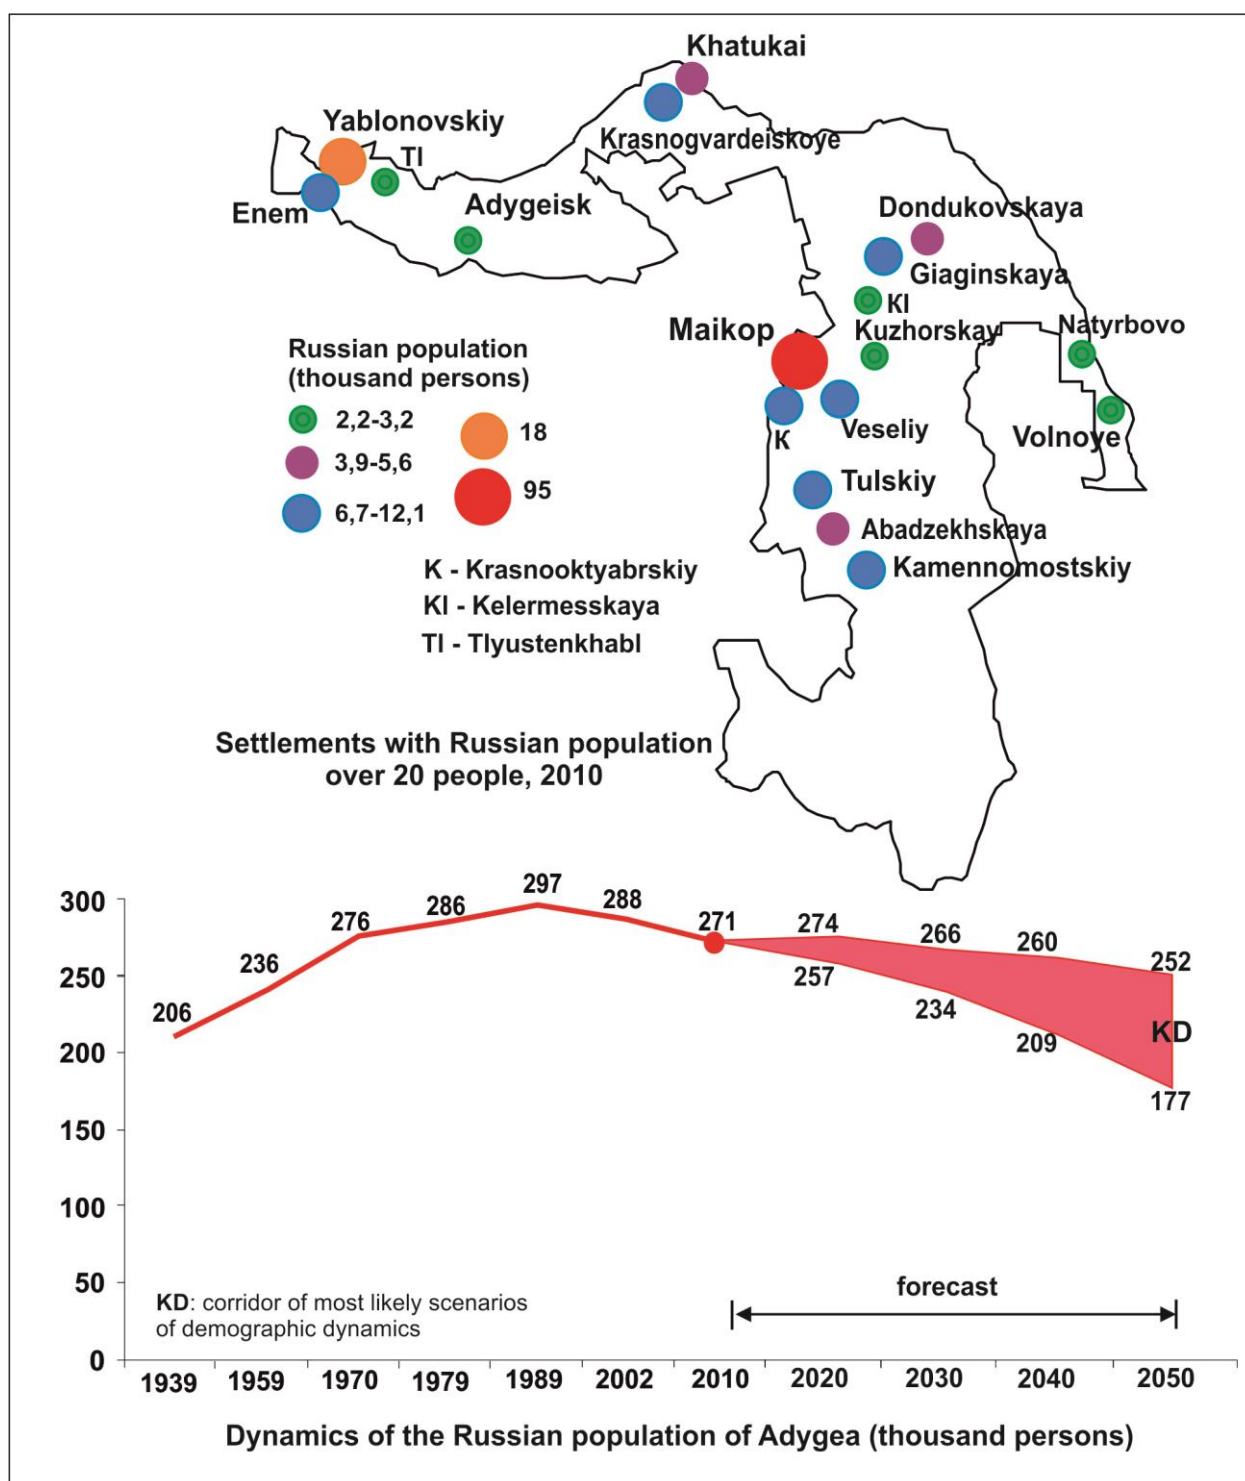 Khatukai
Krasnogvardeiskoye
Yablonovskiy
Tl
Enem
Adygeisk
Dondukovskaya
Giaginskaya
Kl
Kuzhorskay
Natyrbovo
Maikop
Volnoye
K
Veseliy
Tulskiy
Abadzekhskaya
Kamennomostskiy
Russian population
(thousand persons)
2,2-3,2
3,9-5,6
6,7-12,1
18
95
K - Krasnooktyabrskiy
Kl - Kelermesskaya
Tl - Tlyustenkhabl
Settlements with Russian population
over 20 people, 2010
300
250
200
150
100
50
0
206
236
276
286
297
288
271
274
266
260
252
257
234
209
177
KD
forecast
KD: corridor of most likely scenarios
of demographic dynamics
1939 1959 1970 1979 1989 2002 2010 2020 2030 2040 2050
Dynamics of the Russian population of Adygea (thousand persons)